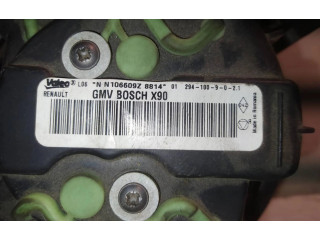 Valeo L06 "N N106609Z 8814" 01 294-100-9-0-2.1
RENAULT GMV BOSCH X90
Made in Romania